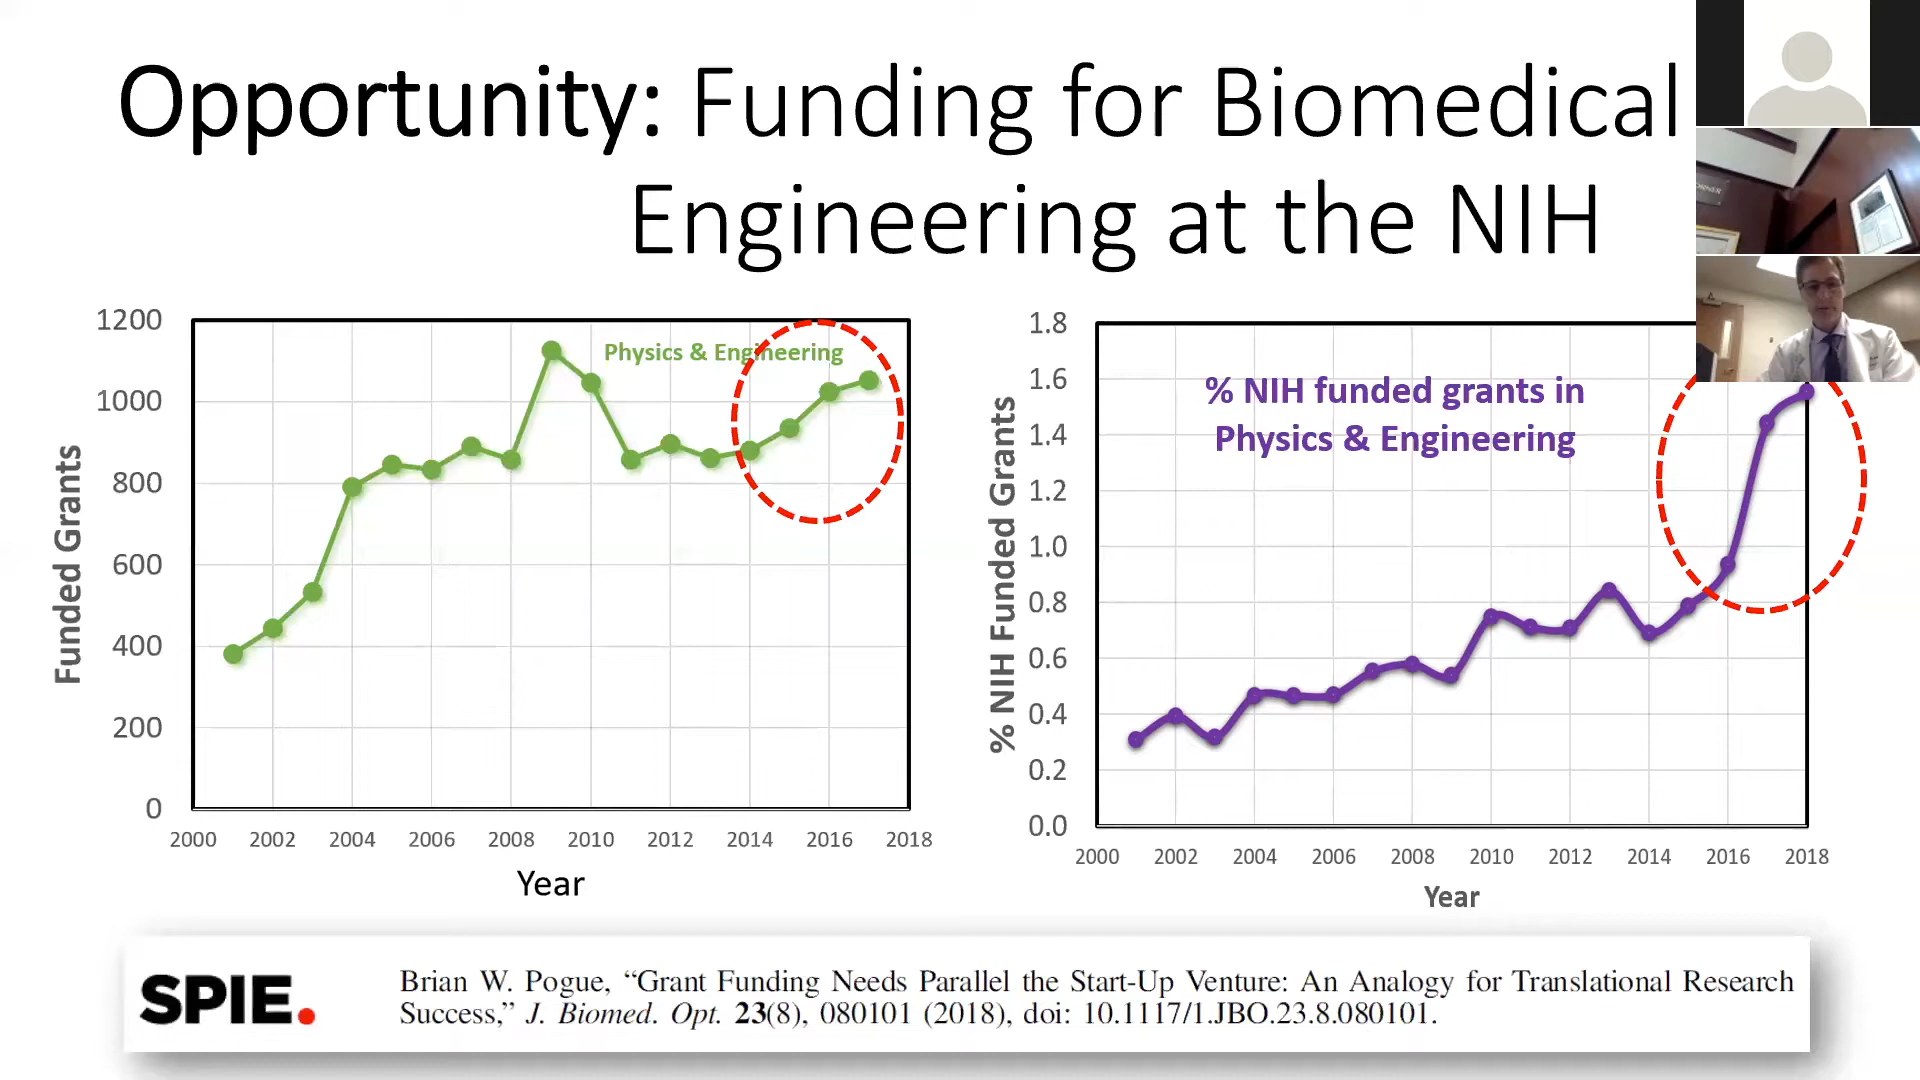 Opportunity: Funding for Biomedical
Engineering at the NIH
1200
1000
800
600
400
200
0
Funded Grants
Physics & Engineering
2000 2002 2004 2006 2008 2010 2012 2014 2016 2018
Year
1.8
1.6
1.4
1.2
1.0
0.8
0.6
0.4
0.2
0.0
% NIH Funded Grants
% NIH funded grants in
Physics & Engineering
2000 2002 2004 2006 2008 2010 2012 2014 2016 2018
Year
SPIE.
Brian W. Pogue, “Grant Funding Needs Parallel the Start-Up Venture: An Analogy for Translational Research
Success,” J. Biomed. Opt. 23(8), 080101 (2018), doi: 10.1117/1.JBO.23.8.080101.